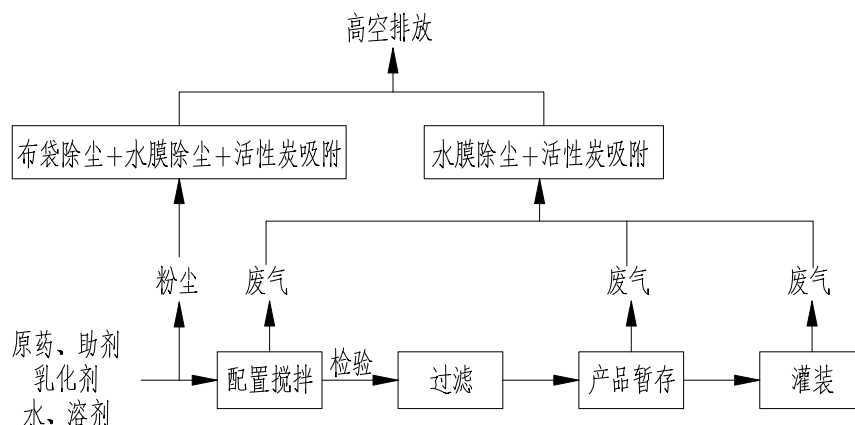 高空排放
布袋除尘+水膜除尘+活性炭吸附
水膜除尘+活性炭吸附
粉尘
废气
废气
废气
原药、助剂
乳化剂
水、溶剂
配置搅拌
检验
过滤
产品暂存
灌装